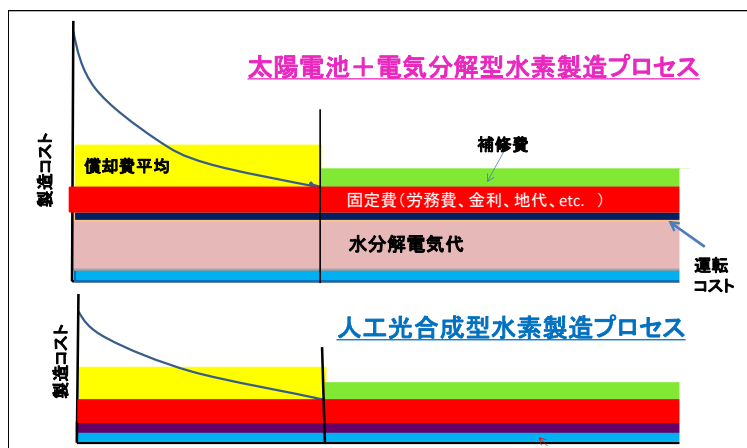 太陽電池＋電気分解型水素製造プロセス
製造コスト
償却費平均
補修費
固定費（労務費、金利、地代、etc. ）
水分解電気代
運転
コスト
人工光合成型水素製造プロセス
製造コスト